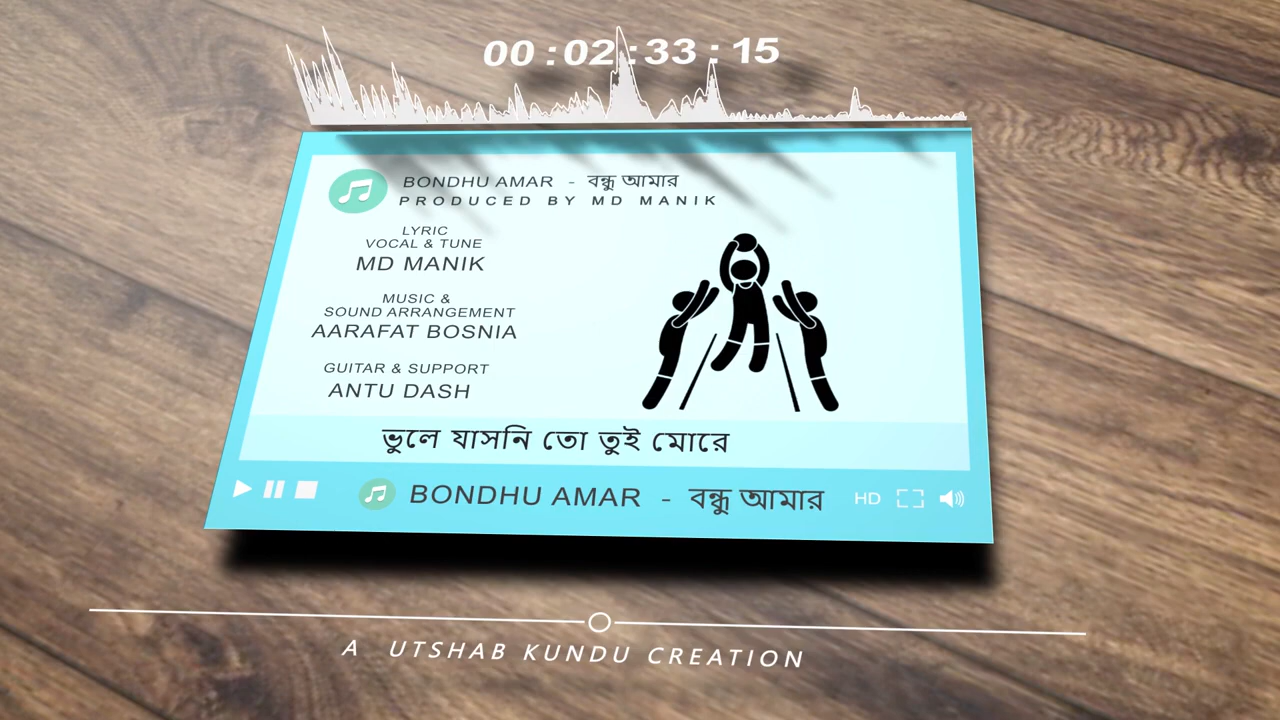 00 : 02 : 33 : 15
BONDHU AMAR - বন্ধু আমার
PRODUCED BY MD MANIK
LYRIC
VOCAL & TUNE
MD MANIK
MUSIC &
SOUND ARRANGEMENT
AARAFAT BOSNIA
GUITAR & SUPPORT
ANTU DASH
ভুলে যাসনি তো তুই মোরে
BONDHU AMAR - বন্ধু আমার
HD
A UTSHAB KUNDU CREATION